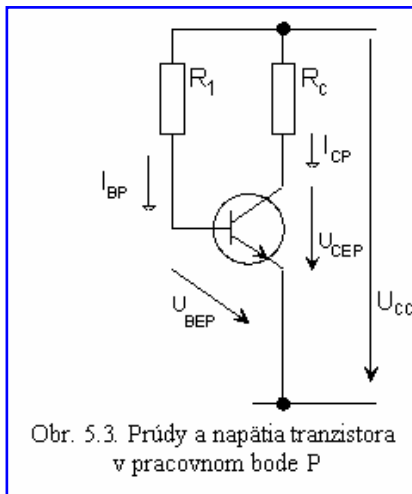 R1
Rc
ICP
IBP
UCEP
UBEP
UCC
Obr. 5.3. Prúdy a napätia tranzistora
v pracovnom bode P